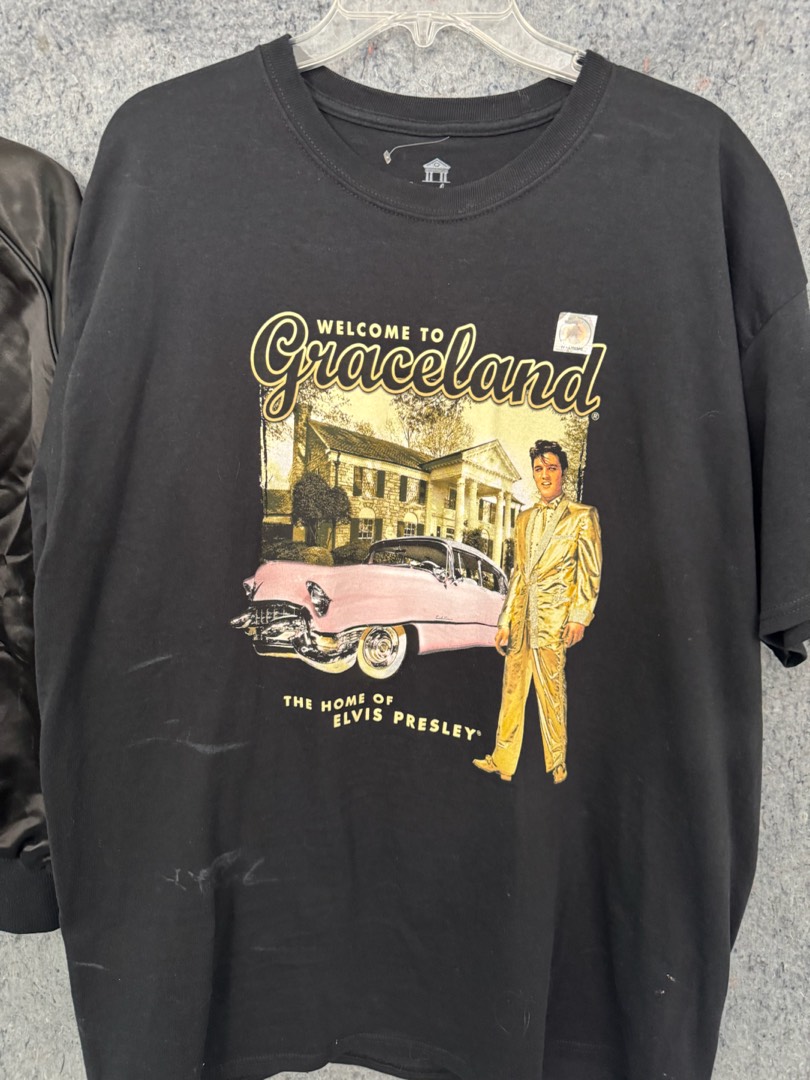 WELCOME TO
Graceland®
THE HOME OF
ELVIS PRESLEY®